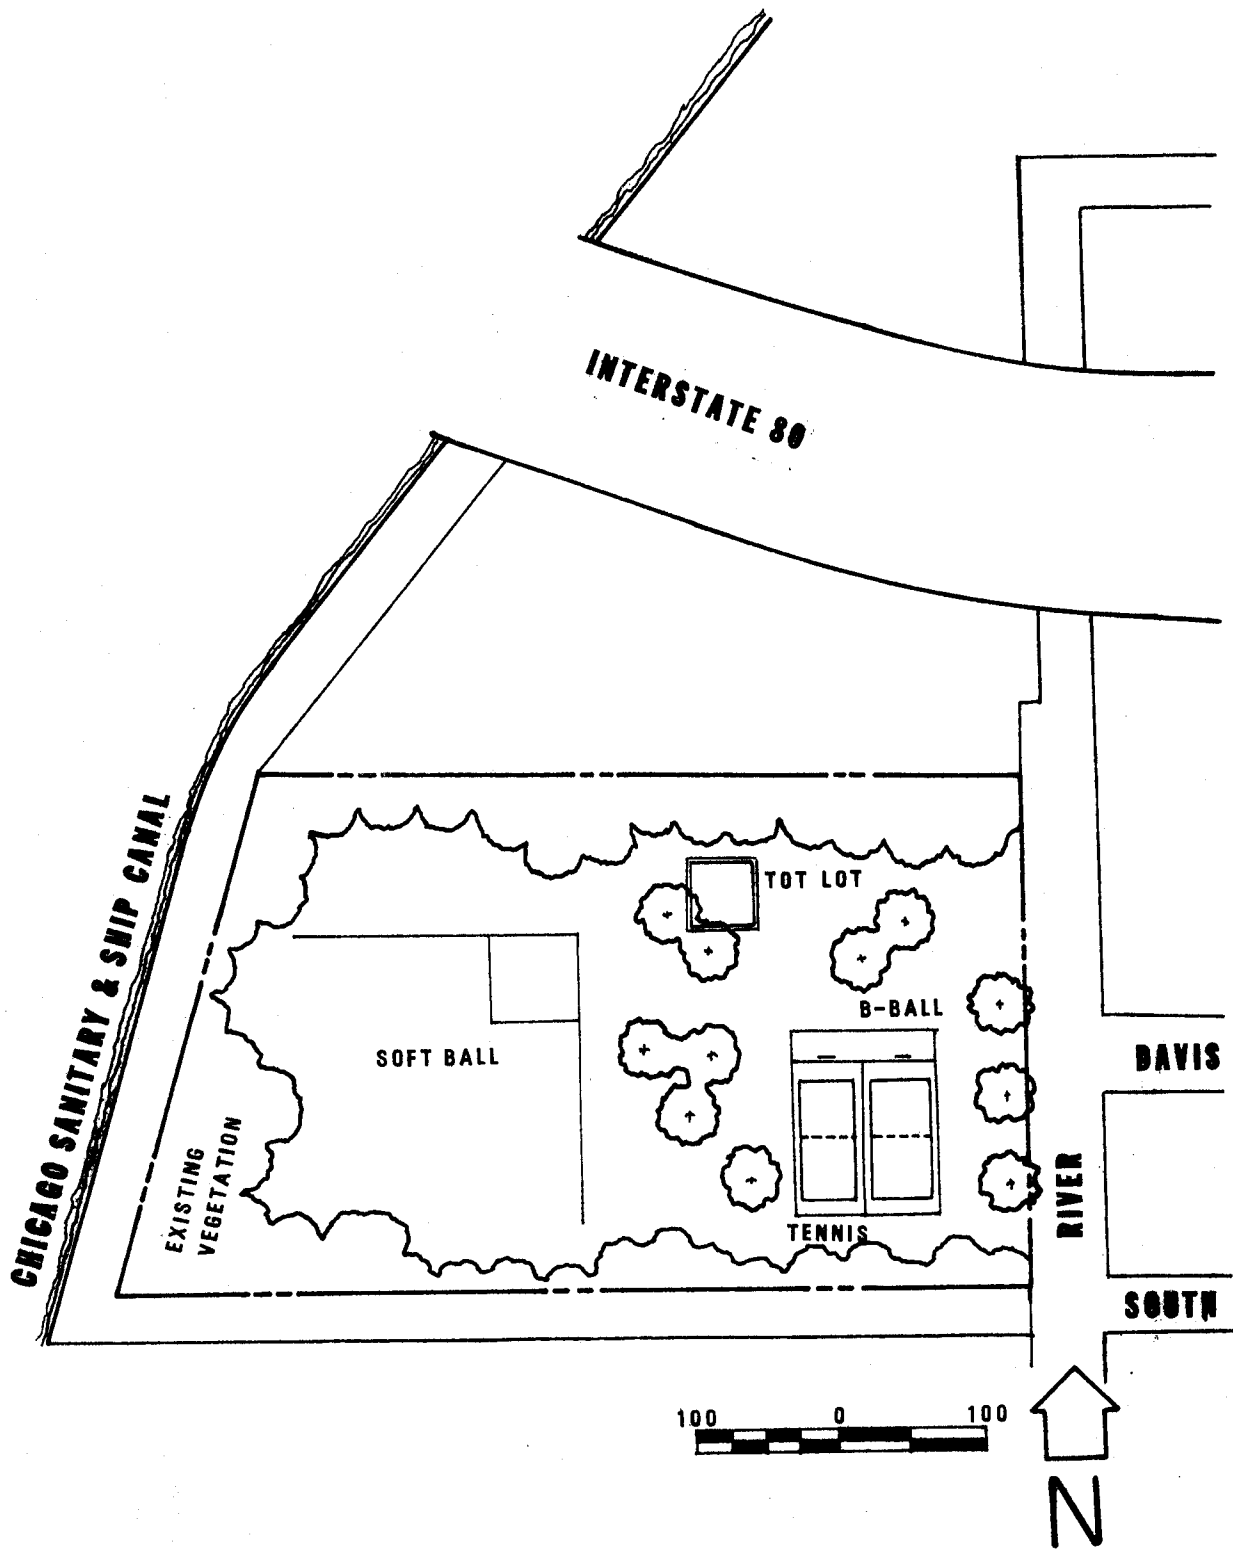 INTERSTATE 80
CHICAGO SANITARY & SHIP CANAL
TOT LOT
B-BALL
SOFT BALL
DAVIS
EXISTING
VEGETATION
RIVER
TENNIS
SOUTH
100 0 100
N